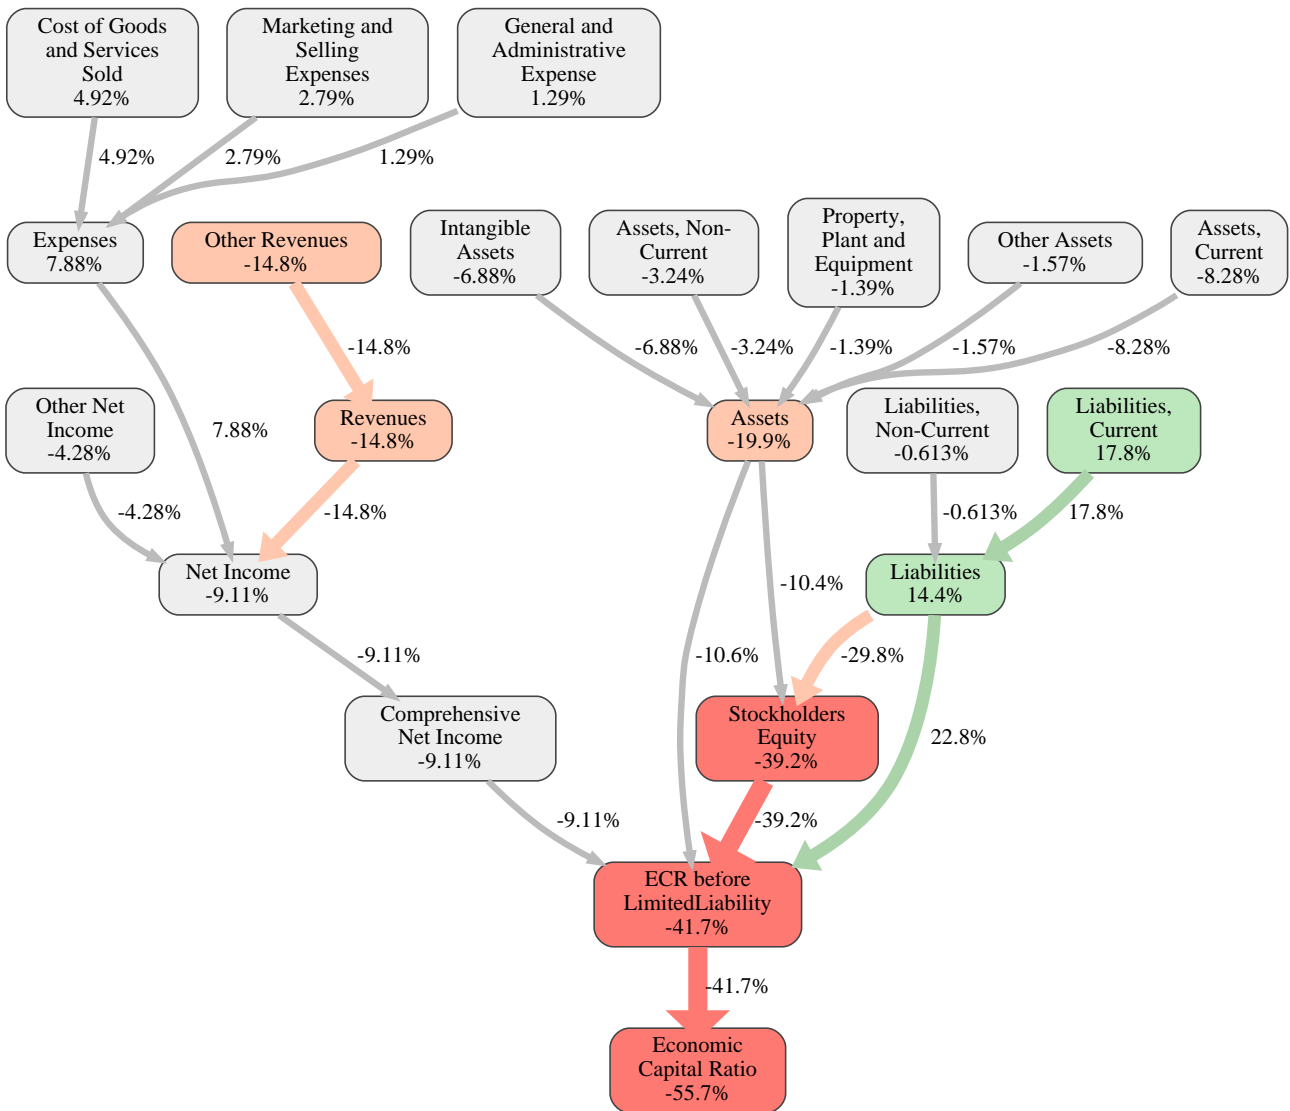 Cost of Goods
and Services
Sold
4.92%
Marketing and
Selling
Expenses
2.79%
General and
Administrative
Expense
1.29%
4.92%
2.79%
1.29%
Expenses
7.88%
Other Revenues
-14.8%
Intangible
Assets
-6.88%
Assets, Non-
Current
-3.24%
Property,
Plant and
Equipment
-1.39%
Other Assets
-1.57%
Assets,
Current
-8.28%
-14.8%
-6.88%
-3.24%
-1.39%
-1.57%
-8.28%
Other Net
Income
-4.28%
7.88%
Revenues
-14.8%
Assets
-19.9%
Liabilities,
Non-Current
-0.613%
Liabilities,
Current
17.8%
-4.28%
-14.8%
-0.613%
17.8%
Net Income
-9.11%
-10.4%
Liabilities
14.4%
-9.11%
-10.6%
-29.8%
Comprehensive
Net Income
-9.11%
Stockholders
Equity
-39.2%
22.8%
-9.11%
-39.2%
ECR before
LimitedLiability
-41.7%
-41.7%
Economic
Capital Ratio
-55.7%